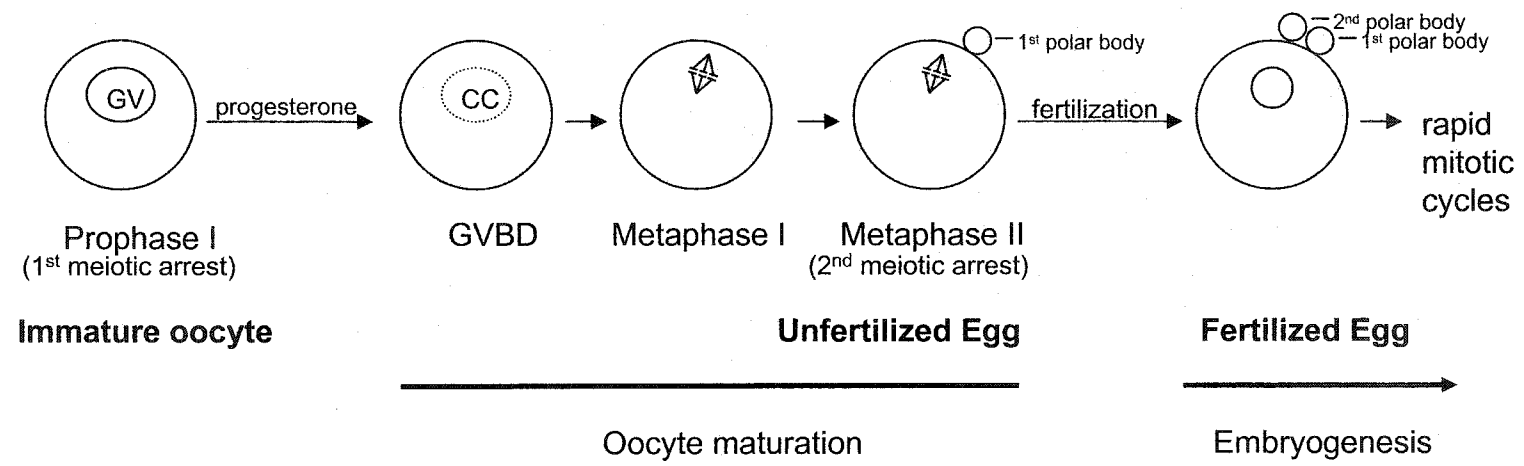 2nd polar body
1st polar body
1st polar body
GV
progesterone
CC
fertilization
rapid
mitotic
cycles
Prophase I
(1st meiotic arrest)
GVBD
Metaphase I
Metaphase II
(2nd meiotic arrest)
Immature oocyte
Unfertilized Egg
Fertilized Egg
Oocyte maturation
Embryogenesis